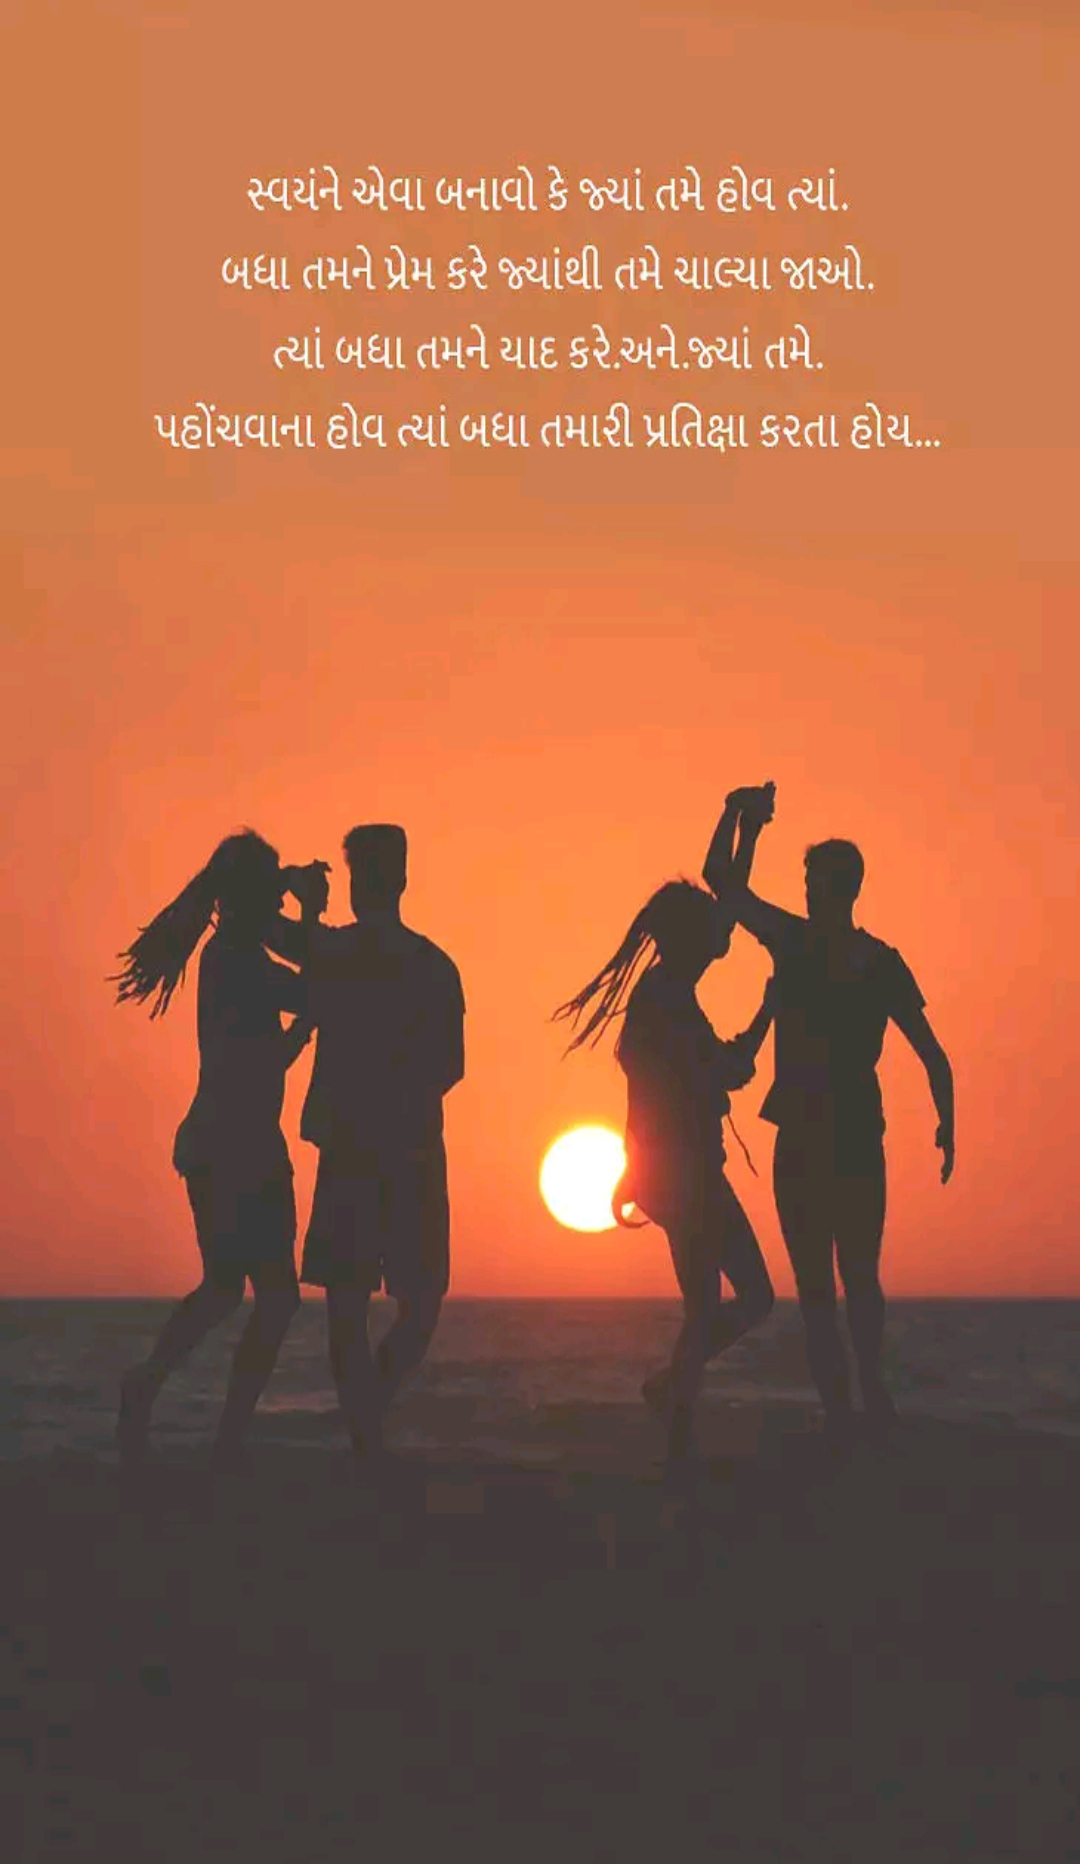 સ્વયંને એવા બનાવો કે જ્યાં તમે હોવ ત્યાં.
બધા તમને પ્રેમ કરે જ્યાંથી તમે ચાલ્યા જાઓ.
ત્યાં બધા તમને યાદ કરે.અને.જ્યાં તમે.
પહોંચવાના હોવ ત્યાં બધા તમારી પ્રતિક્ષા કરતા હોય...